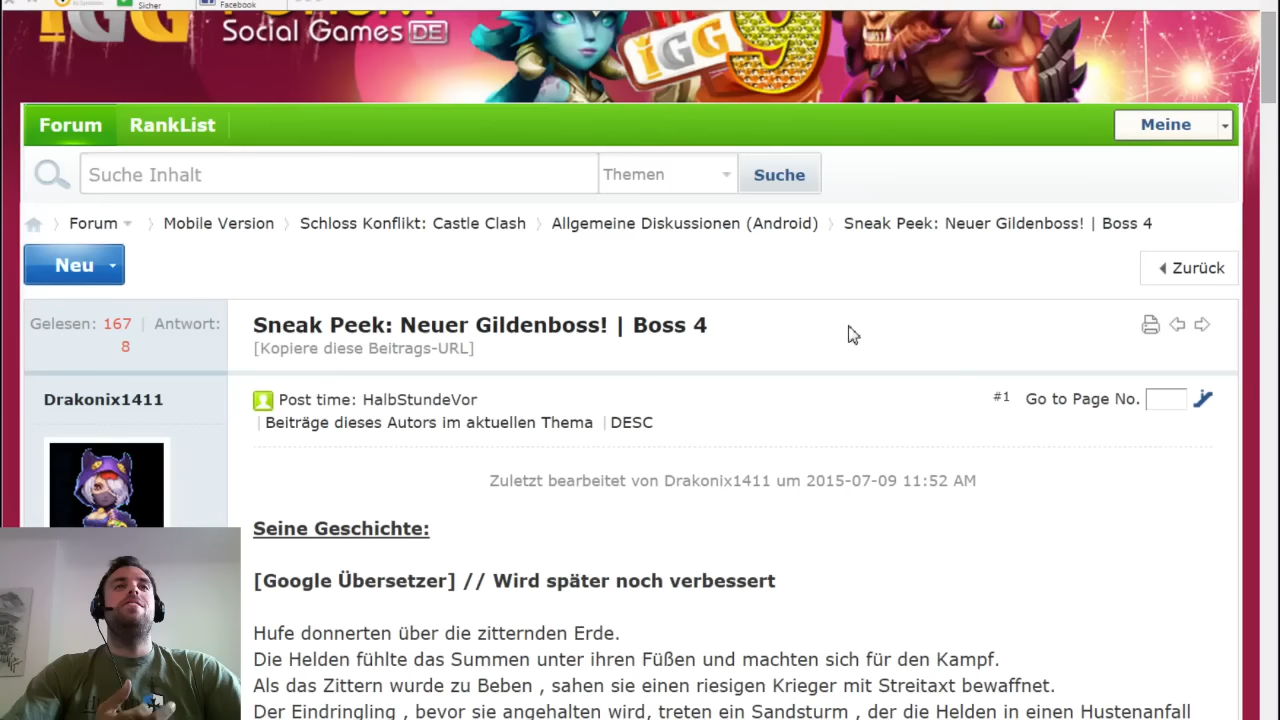 Sicher
Facebook
IGG
Social Games DE
IGG 9
Forum RankList
Meine
Suche Inhalt
Themen
Suche
Forum Mobile Version Schloss Konflikt: Castle Clash Allgemeine Diskussionen (Android) Sneak Peek: Neuer Gildenboss! | Boss 4
Neu
Zurück
Gelesen: 167 | Antwort:
8
Sneak Peek: Neuer Gildenboss! | Boss 4
[Kopiere diese Beitrags-URL]
Drakonix1411
Post time: HalbStundeVor
#1 Go to Page No.
| Beiträge dieses Autors im aktuellen Thema | DESC
Zuletzt bearbeitet von Drakonix1411 um 2015-07-09 11:52 AM
Seine Geschichte:
[Google Übersetzer] // Wird später noch verbessert
Hufe donnerten über die zitternden Erde.
Die Helden fühlte das Summen unter ihren Füßen und machten sich für den Kampf.
Als das Zittern wurde zu Beben , sahen sie einen riesigen Krieger mit Streitaxt bewaffnet.
Der Eindringling , bevor sie angehalten wird, treten ein Sandsturm , der die Helden in einen Hustenanfall